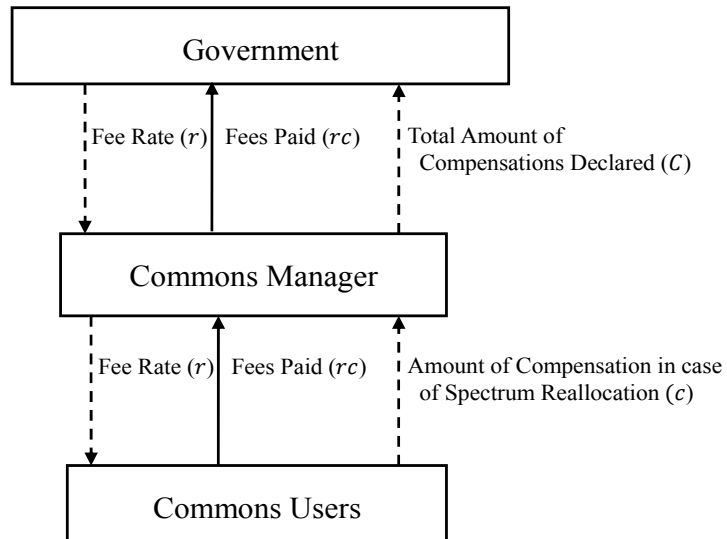 Government
Fee Rate (𝑟)
Fees Paid (𝑟𝑐)
Total Amount of
Compensations Declared (𝐶)
Commons Manager
Fee Rate (𝑟)
Fees Paid (𝑟𝑐)
Amount of Compensation in case
of Spectrum Reallocation (𝑐)
Commons Users